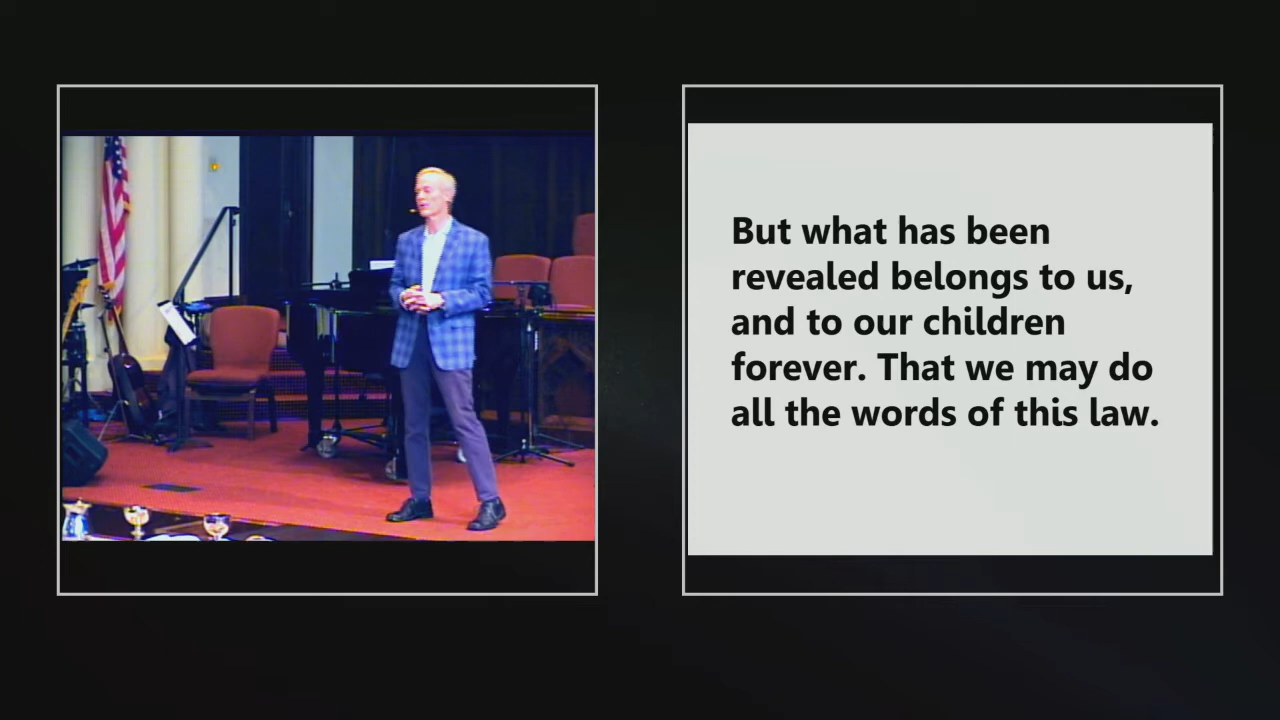 But what has been
revealed belongs to us,
and to our children
forever. That we may do
all the words of this law.